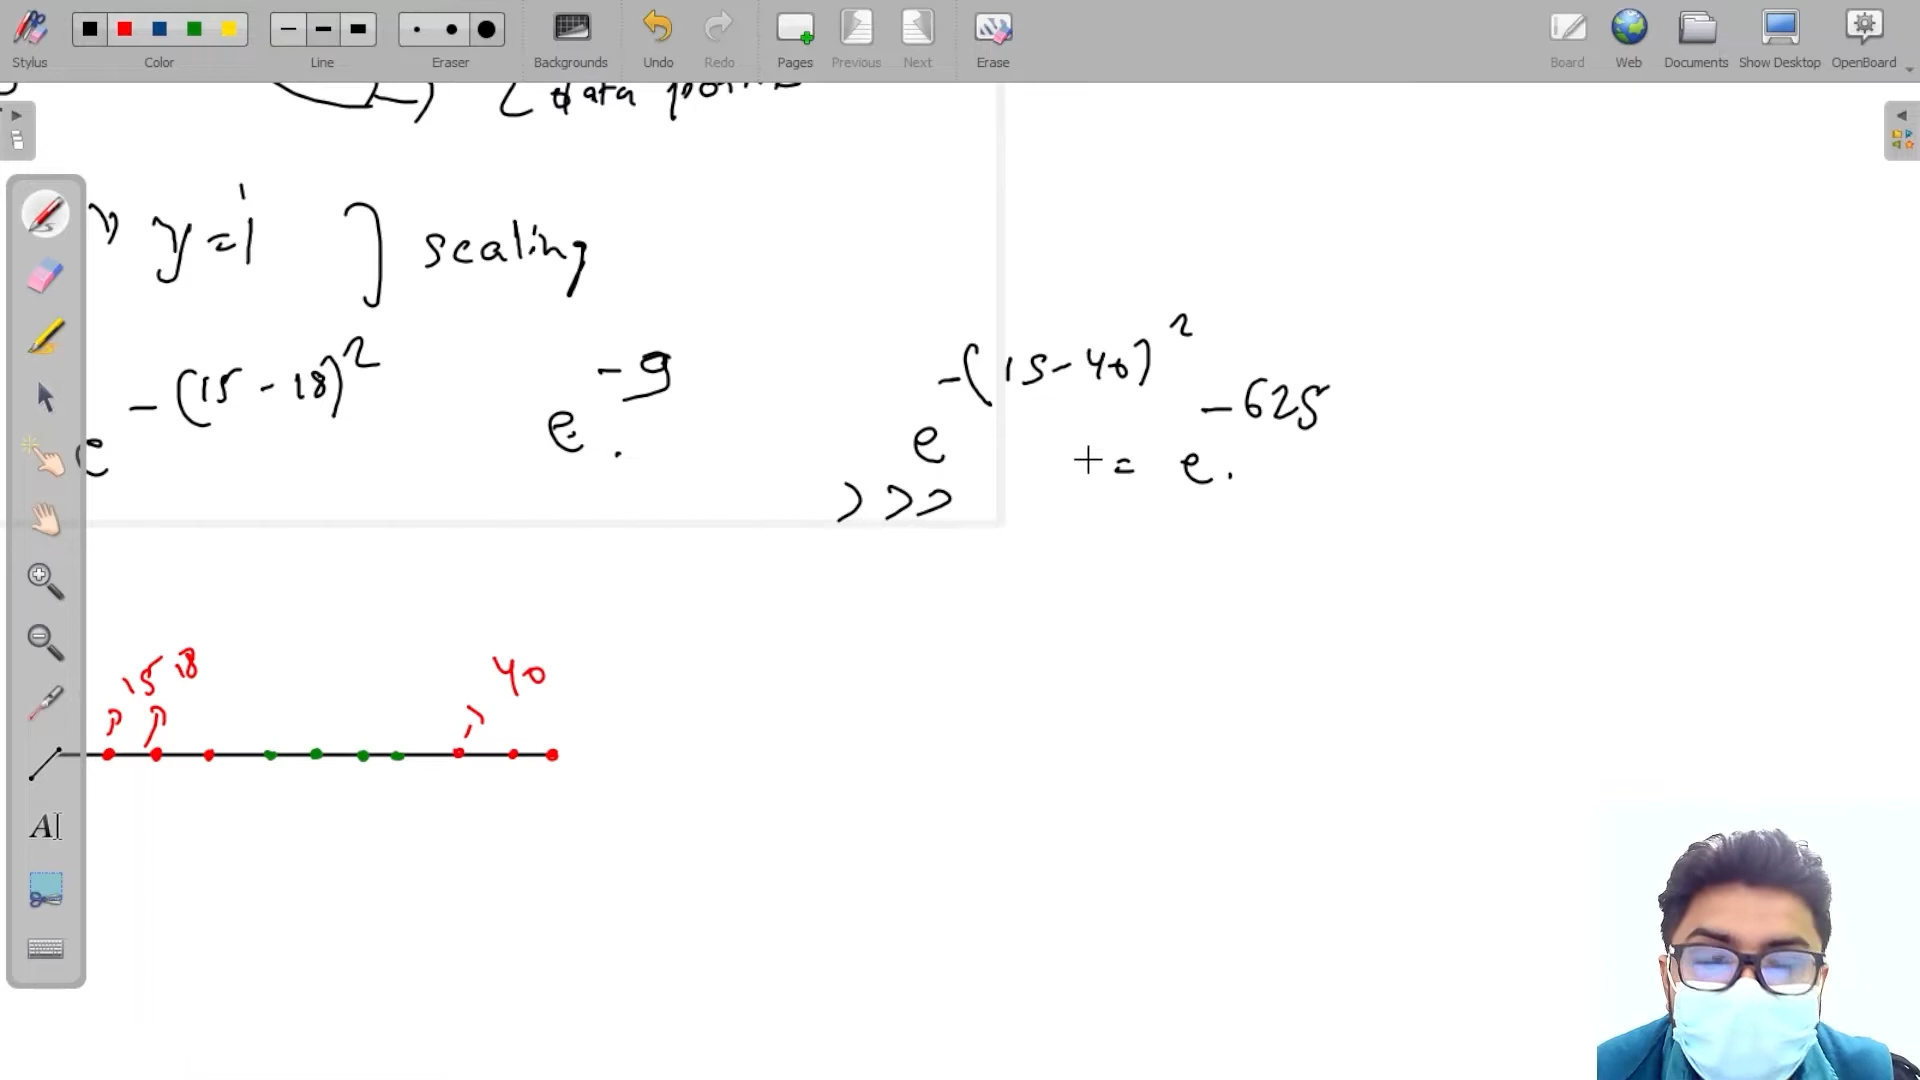 Stylus Color Line Eraser Backgrounds Undo Redo Pages Previous Next Erase Board Web Documents Show Desktop OpenBoard
data
γ=1 ] scaling
e^-(15-18)^2 e^-9 e^-(15-40)^2 = e^-625
>>>
15 18 40
A